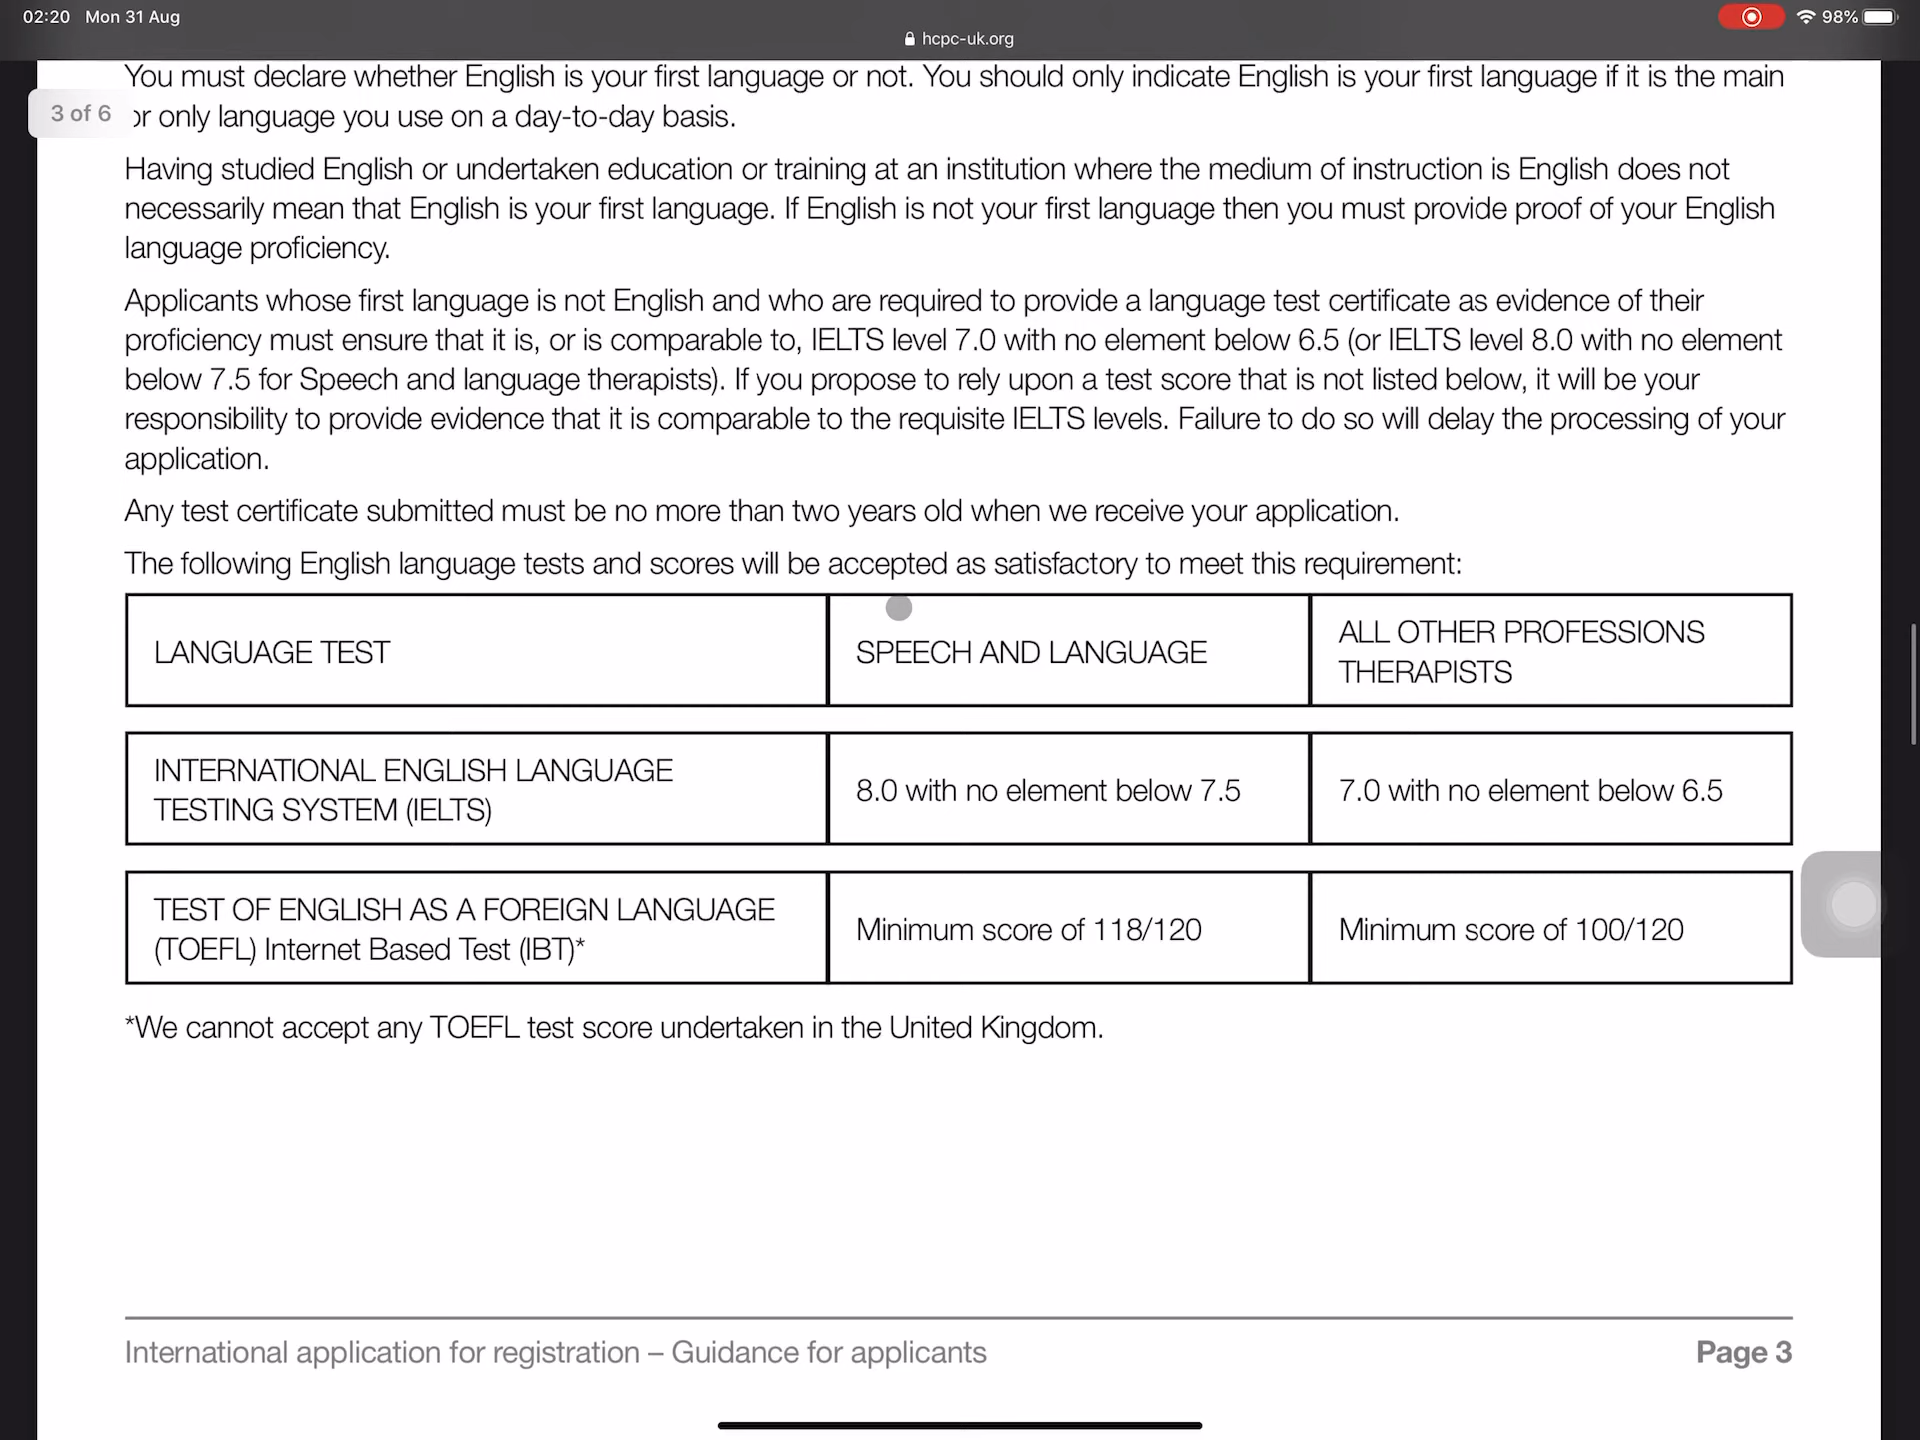 02:20 Mon 31 Aug
98%
hcpc-uk.org
You must declare whether English is your first language or not. You should only indicate English is your first language if it is the main
3 of 6
or only language you use on a day-to-day basis.
Having studied English or undertaken education or training at an institution where the medium of instruction is English does not
necessarily mean that English is your first language. If English is not your first language then you must provide proof of your English
language proficiency.
Applicants whose first language is not English and who are required to provide a language test certificate as evidence of their
proficiency must ensure that it is, or is comparable to, IELTS level 7.0 with no element below 6.5 (or IELTS level 8.0 with no element
below 7.5 for Speech and language therapists). If you propose to rely upon a test score that is not listed below, it will be your
responsibility to provide evidence that it is comparable to the requisite IELTS levels. Failure to do so will delay the processing of your
application.
Any test certificate submitted must be no more than two years old when we receive your application.
The following English language tests and scores will be accepted as satisfactory to meet this requirement:
LANGUAGE TEST
SPEECH AND LANGUAGE
ALL OTHER PROFESSIONS
THERAPISTS
INTERNATIONAL ENGLISH LANGUAGE
TESTING SYSTEM (IELTS)
8.0 with no element below 7.5
7.0 with no element below 6.5
TEST OF ENGLISH AS A FOREIGN LANGUAGE
(TOEFL) Internet Based Test (IBT)*
Minimum score of 118/120
Minimum score of 100/120
*We cannot accept any TOEFL test score undertaken in the United Kingdom.
International application for registration – Guidance for applicants
Page 3